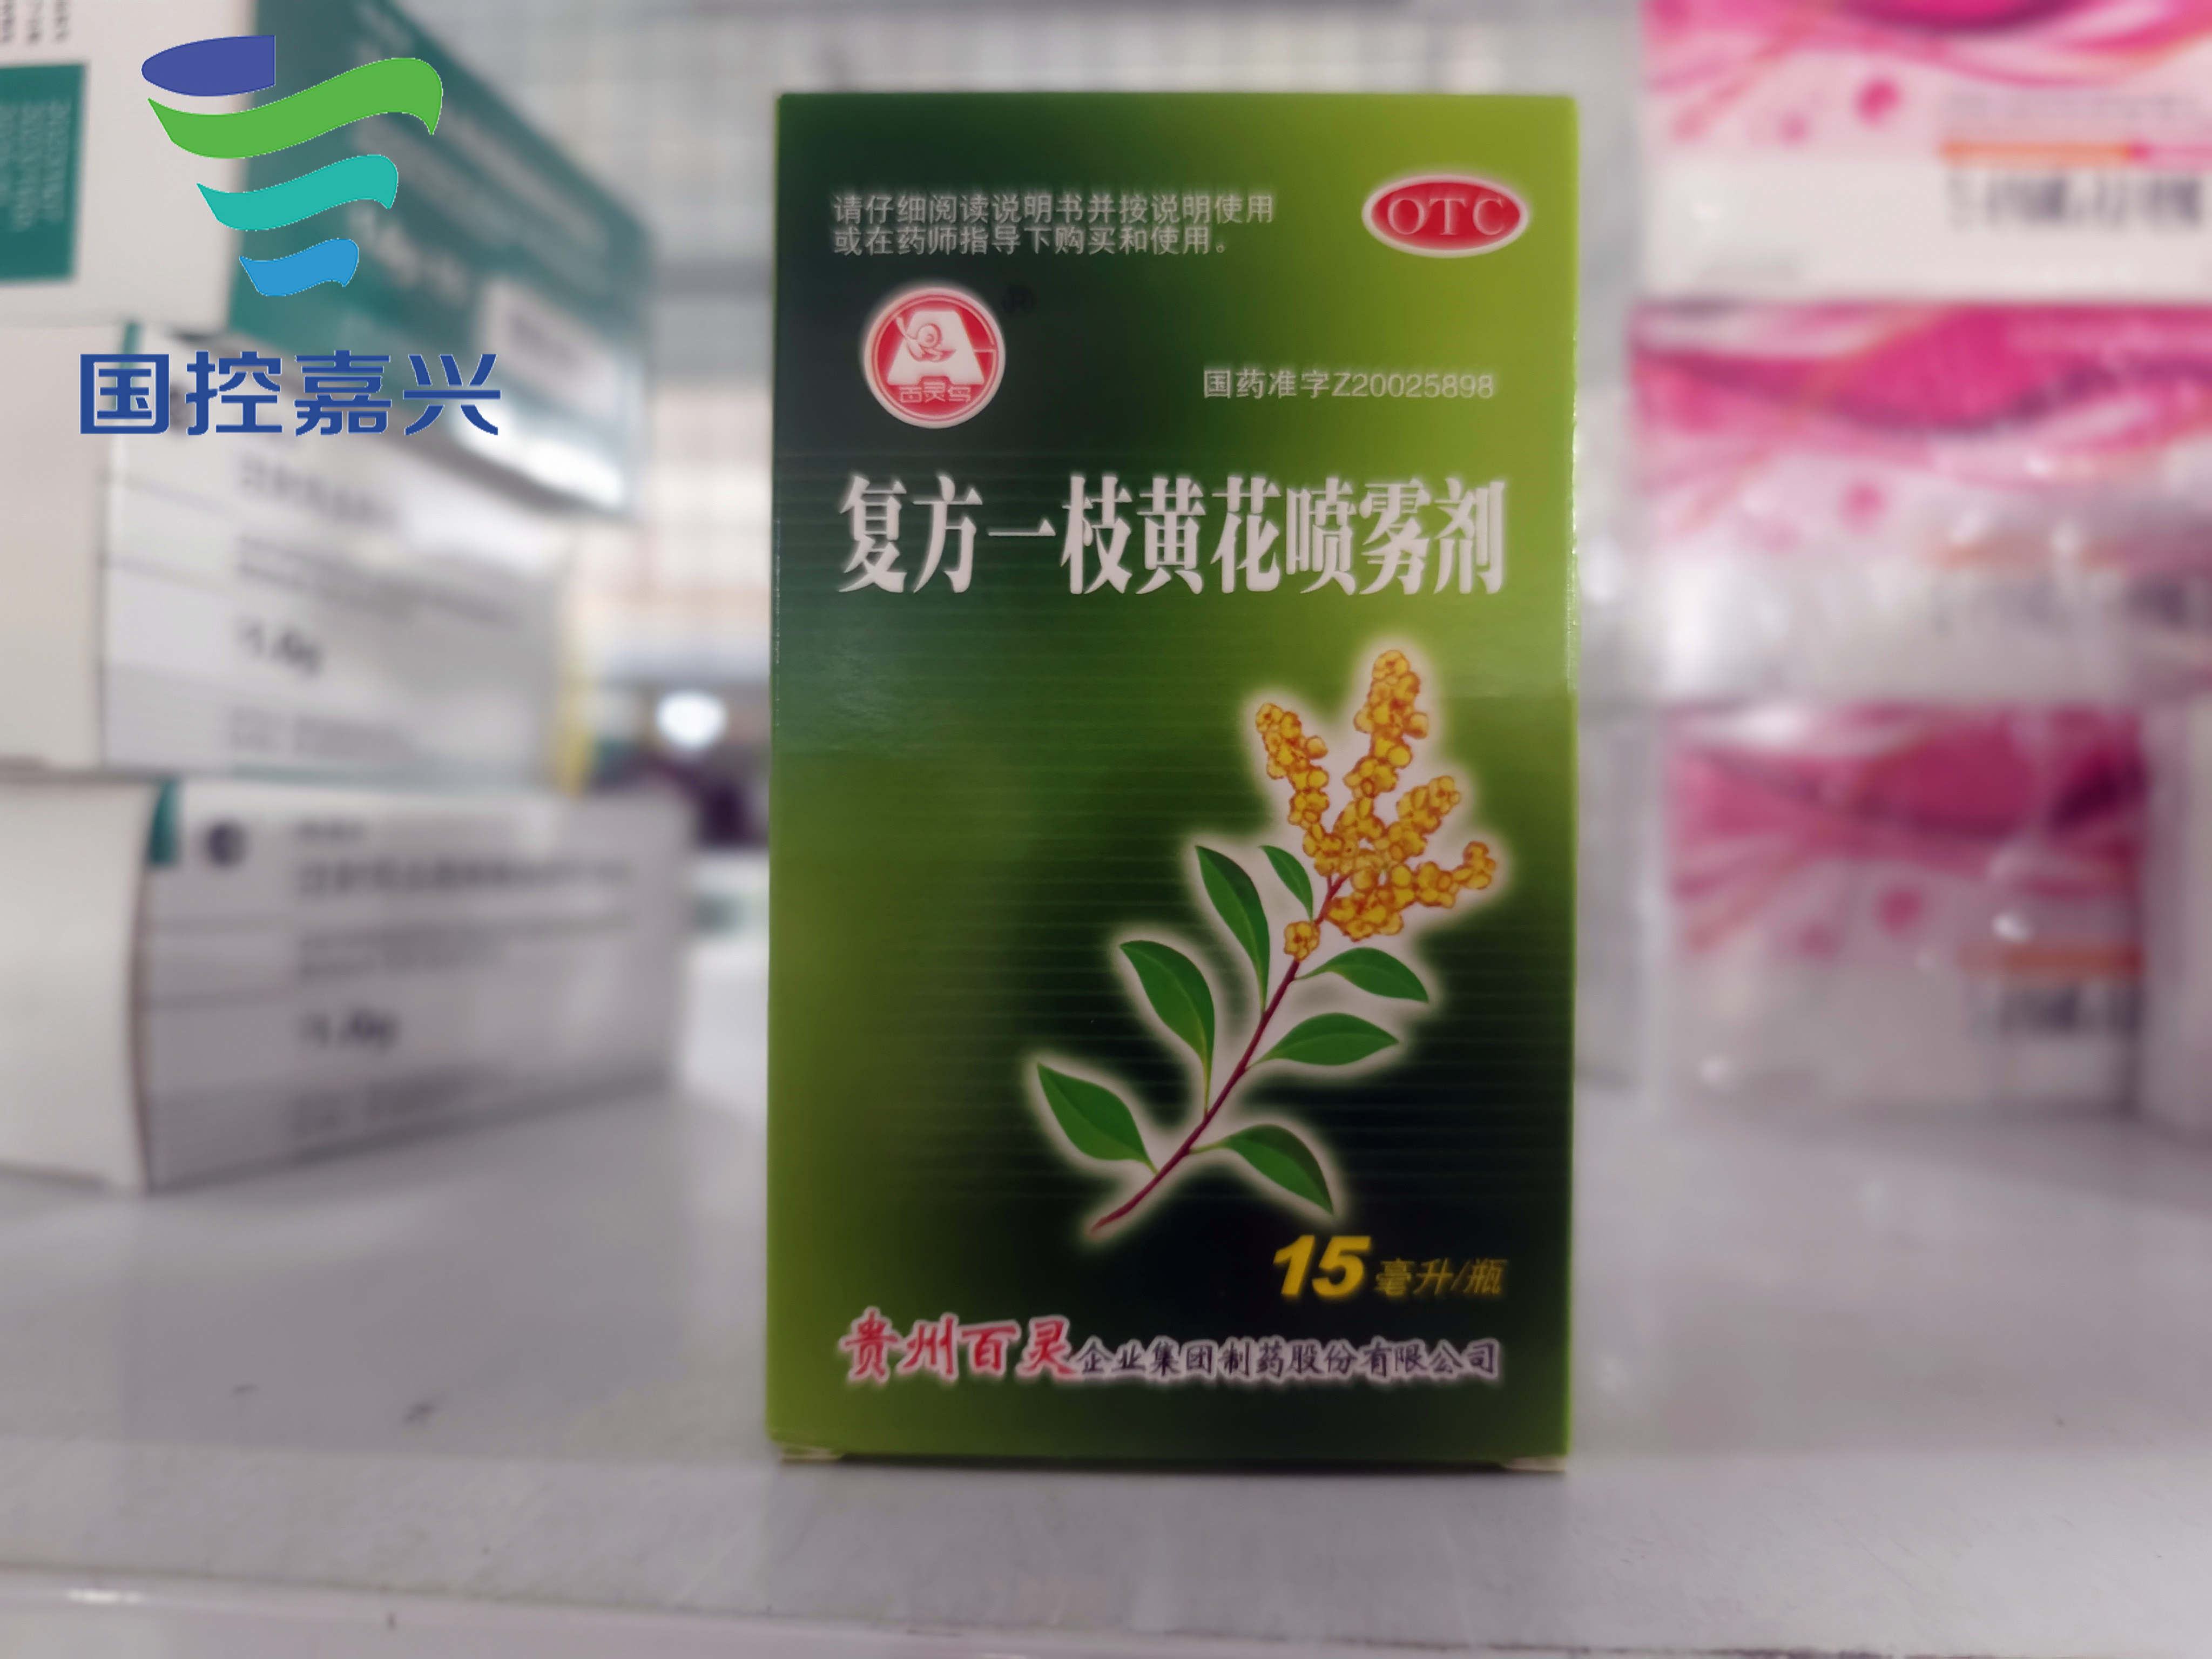 国控嘉兴
请仔细阅读说明书并按说明使用
或在药师指导下购买和使用。
OTC
百灵鸟
国药准字Z20025898
复方一枝黄花喷雾剂
15毫升/瓶
贵州百灵企业集团制药股份有限公司